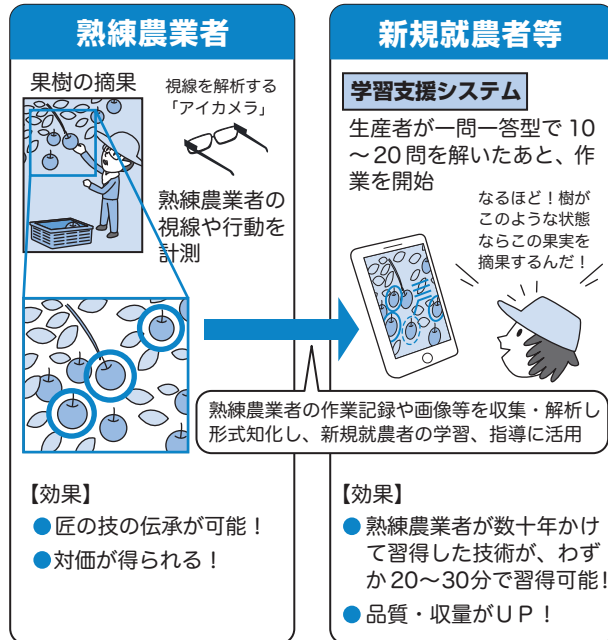 熟練農業者
果樹の摘果
視線を解析する
「アイカメラ」
熟練農業者の
視線や行動を
計測
新規就農者等
学習支援システム
生産者が一問一答型で 10
～20 問を解いたあと、作
業を開始
なるほど！樹が
このような状態
ならこの果実を
摘果するんだ！
熟練農業者の作業記録や画像等を収集・解析し
形式知化し、新規就農者の学習、指導に活用
【効果】
●匠の技の伝承が可能！
●対価が得られる！
【効果】
●熟練農業者が数十年かけ
て習得した技術が、わず
か 20～30分で習得可能！
●品質・収量がＵＰ！